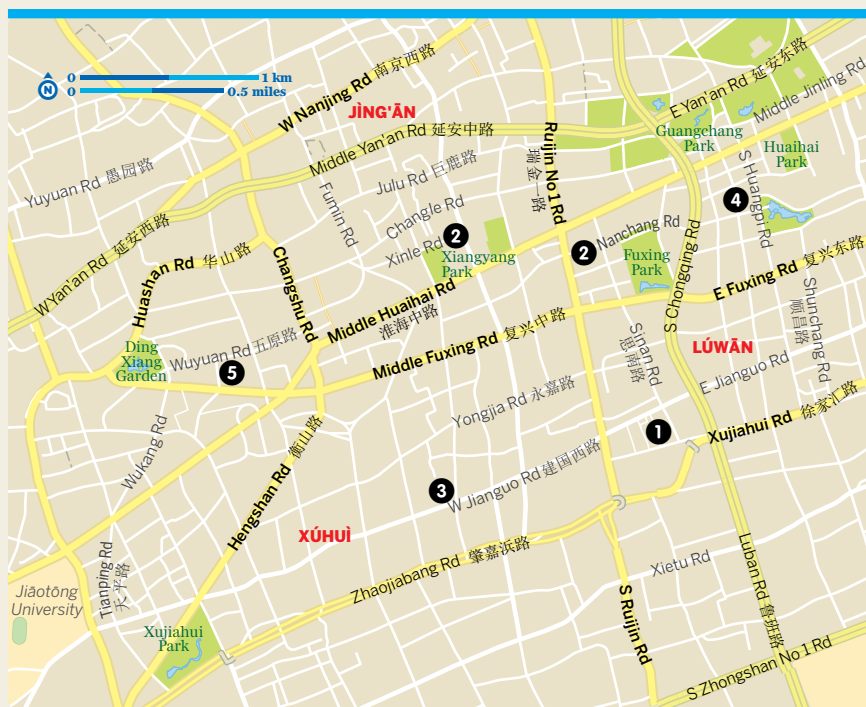 0 1 km
0 0.5 miles
N
W Nanjing Rd 南京西路
JÌNG'ĀN
E Yan'an Rd 延安东路
Middle Jinling Rd
Guangchang
Park
Middle Yan'an Rd 延安中路
Ruijin No 1 Rd
瑞金一路
Huaihai
Park
S Huangpi Rd
Yuyuan Rd 愚园路
Julu Rd 巨鹿路
Fumin Rd
Changle Rd
4
W Yan'an Rd 延安西路
Huashan Rd 华山路
Changshu Rd
Xinle Rd
2
Xiangyang
Park
2
Nanchang Rd
Fuxing
Park
S Chongqing Rd
E Fuxing Rd 复兴东路
Middle Huaihai Rd
淮海中路
Shunchang Rd
顺昌路
Ding
Xiang
Garden
Wuyuan Rd 五原路
5
Middle Fuxing Rd 复兴中路
Sinan Rd
思南路
LÚWĀN
E Jianguo Rd
Yongjia Rd 永嘉路
1
Xujiahui Rd 徐家汇路
Wukang Rd
Hengshan Rd 衡山路
3
W Jianguo Rd 建国西路
XÚHUÌ
Zhaojiabang Rd 肇嘉浜路
Xietu Rd
Luban Rd 鲁班路
Tianping Rd
天平路
Jiāotōng
University
S Ruijin Rd
Xujiahui
Park
S Zhongshan No 1 Rd